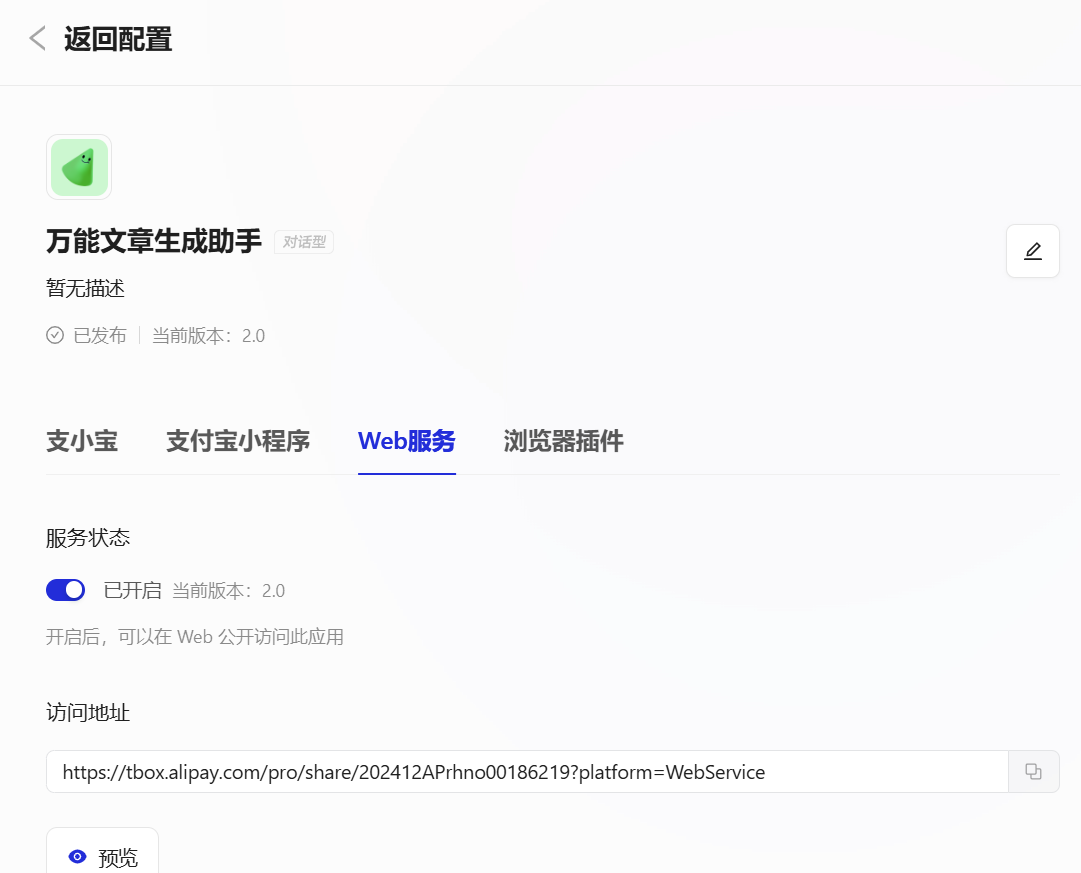 返回配置
万能文章生成助手 对话型
暂无描述
已发布 当前版本：2.0
支小宝 支付宝小程序 Web服务 浏览器插件
服务状态
已开启 当前版本：2.0
开启后，可以在 Web 公开访问此应用
访问地址
https://tbox.alipay.com/pro/share/202412APrhno00186219?platform=WebService
预览